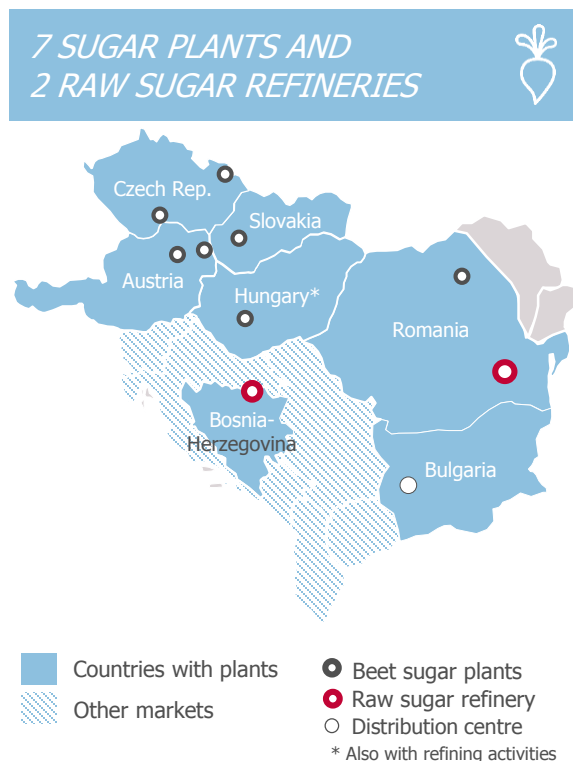 7 SUGAR PLANTS AND
2 RAW SUGAR REFINERIES
Czech Rep.
Slovakia
Austria
Hungary*
Romania
Bosnia-
Herzegovina
Bulgaria
Countries with plants
Other markets
Beet sugar plants
Raw sugar refinery
Distribution centre
* Also with refining activities